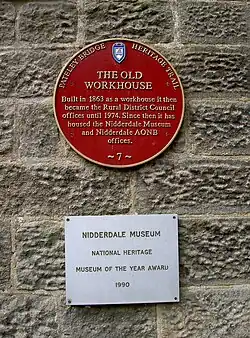 PATELEY BRIDGE HERITAGE TRAIL
THE OLD
WORKHOUSE
Built in 1863 as a workhouse it then
became the Rural District Council
offices until 1974. Since then it has
housed the Nidderdale Museum
and Nidderdale AONB
offices.
~ 7 ~
NIDDERDALE MUSEUM
NATIONAL HERITAGE
MUSEUM OF THE YEAR AWARD
1990